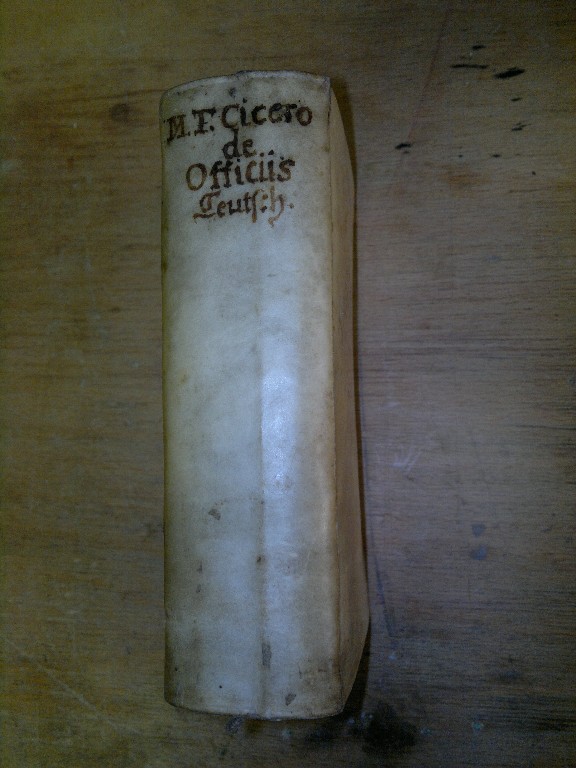 M. T. Cicero
de
Officiis
Teutsch.